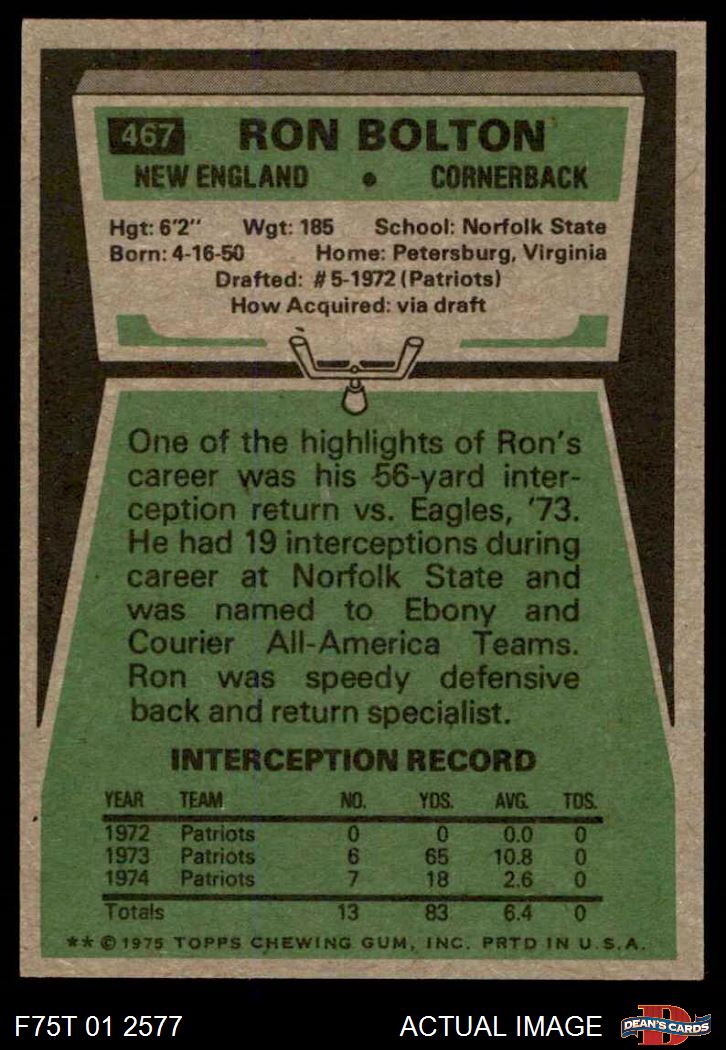 467 RON BOLTON
NEW ENGLAND • CORNERBACK
Hgt: 6'2" Wgt: 185 School: Norfolk State
Born: 4-16-50 Home: Petersburg, Virginia
Drafted: #5-1972 (Patriots)
How Acquired: via draft
One of the highlights of Ron's
career was his 56-yard inter-
ception return vs. Eagles, '73.
He had 19 interceptions during
career at Norfolk State and
was named to Ebony and
Courier All-America Teams.
Ron was speedy defensive
back and return specialist.
INTERCEPTION RECORD
YEAR TEAM NO. YDS. AVG. TDS.
1972 Patriots 0 0 0.0 0
1973 Patriots 6 65 10.8 0
1974 Patriots 7 18 2.6 0
Totals 13 83 6.4 0
** © 1975 TOPPS CHEWING GUM, INC. PRTD IN U.S.A.
F75T 01 2577 ACTUAL IMAGE D DEAN'S CARDS